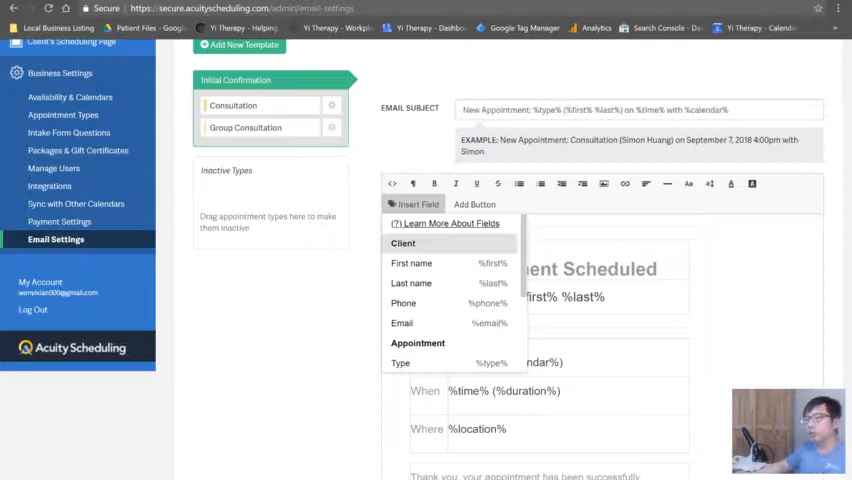 Secure
https://secure.acuityscheduling.com/admin/email-settings
Local Business Listing
Patient Files - Googl
Yi Therapy - Helping
Yi Therapy - Workpl
Yi Therapy - Dashbo
Google Tag Manager
Analytics
Search Console - Da
Yi Therapy - Calend
»
Client's Scheduling Page
Business Settings
Availability & Calendars
Appointment Types
Intake Form Questions
Packages & Gift Certificates
Manage Users
Integrations
Sync with Other Calendars
Payment Settings
Email Settings
My Account
wenyixian000@gmail.com
Log Out
Acuity Scheduling
Add New Template
Initial Confirmation
Consultation
Group Consultation
Inactive Types
Drag appointment types here to make
them inactive
EMAIL SUBJECT
New Appointment: %type% (%first% %last%) on %time% with %calendar%
EXAMPLE: New Appointment: Consultation (Simon Huang) on September 7, 2018 4:00pm with
Simon
<> ¶ B I U S Aa A A
Insert Field
Add Button
(?) Learn More About Fields
Client
First name %first%
Last name %last%
Phone %phone%
Email %email%
Appointment
Type %type%
ent Scheduled
first% %last%
ndar%)
When %time% (%duration%)
Where %location%
Thank you, your appointment has been successfully